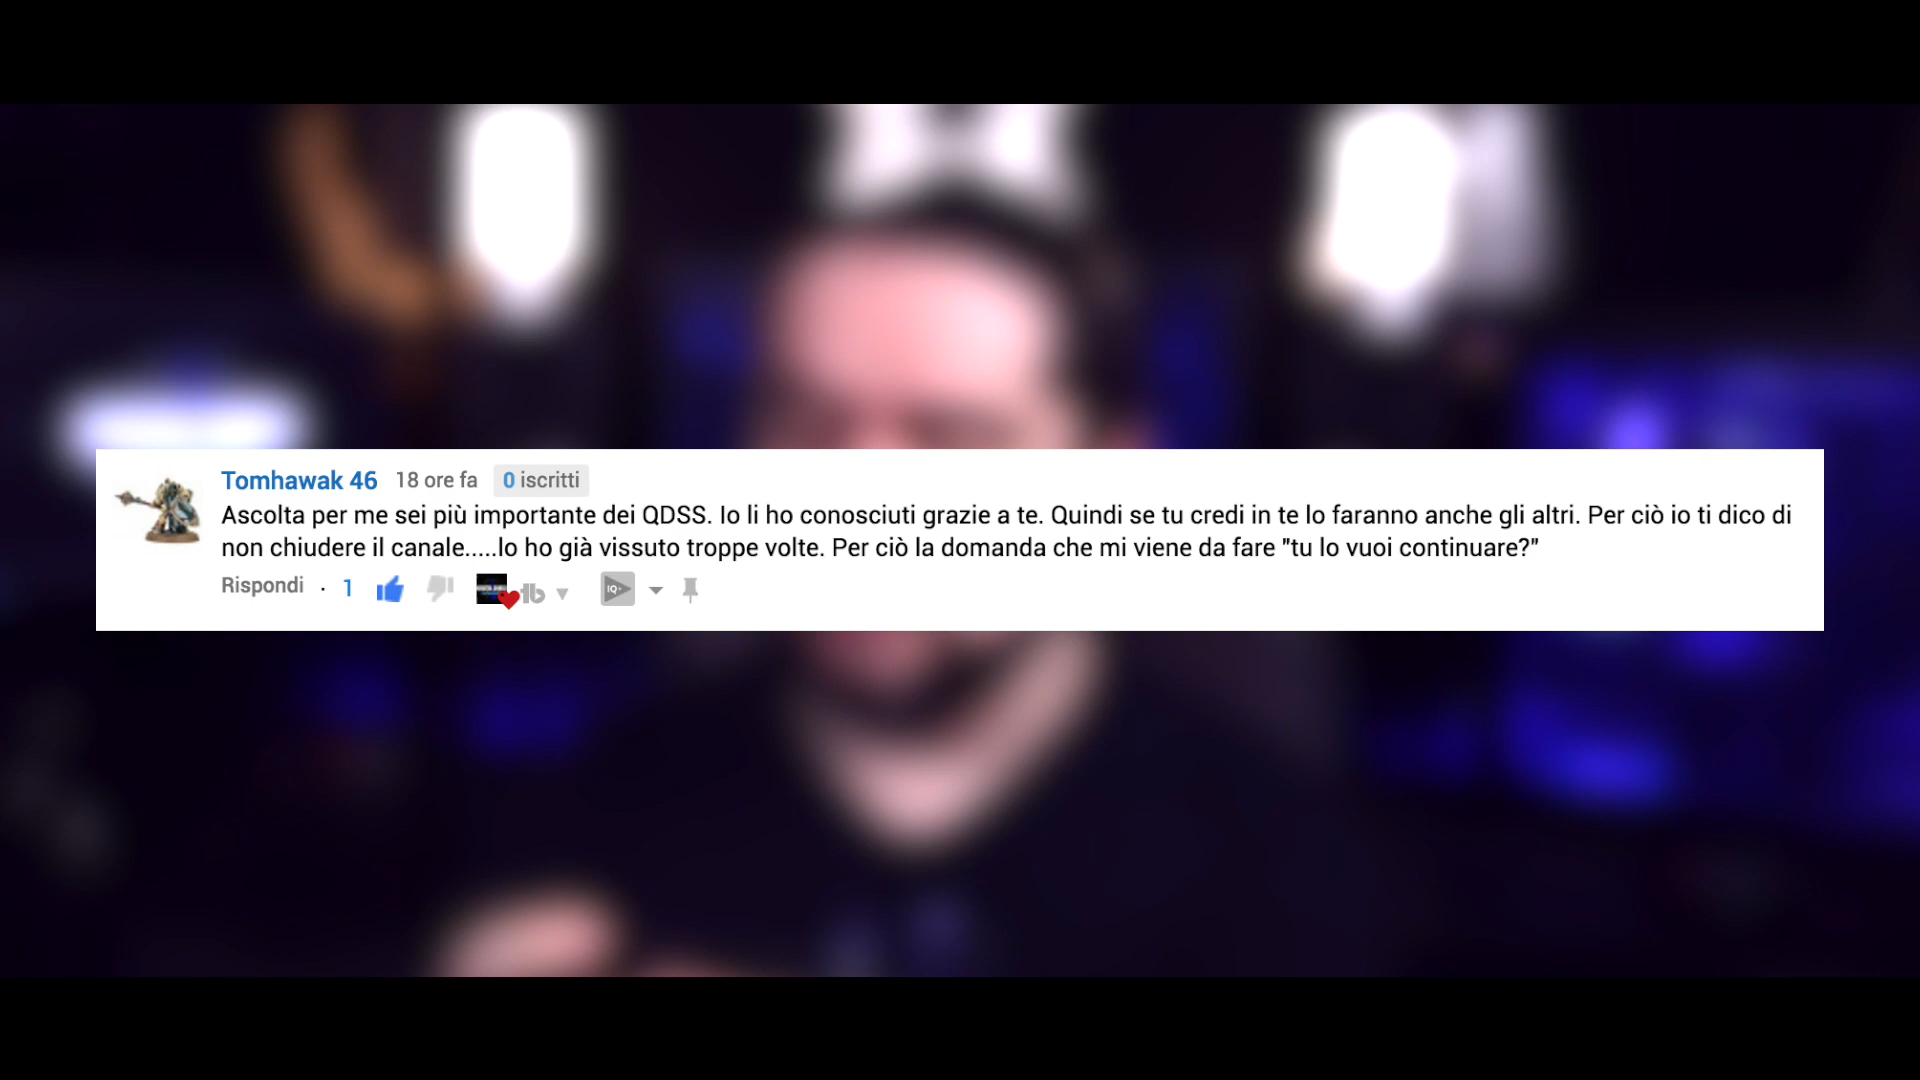 Tomhawak 46 18 ore fa 0 iscritti
Ascolta per me sei più importante dei QDSS. Io li ho conosciuti grazie a te. Quindi se tu credi in te lo faranno anche gli altri. Per ciò io ti dico di
non chiudere il canale.....lo ho già vissuto troppe volte. Per ciò la domanda che mi viene da fare "tu lo vuoi continuare?"
Rispondi · 1 tb IQ+